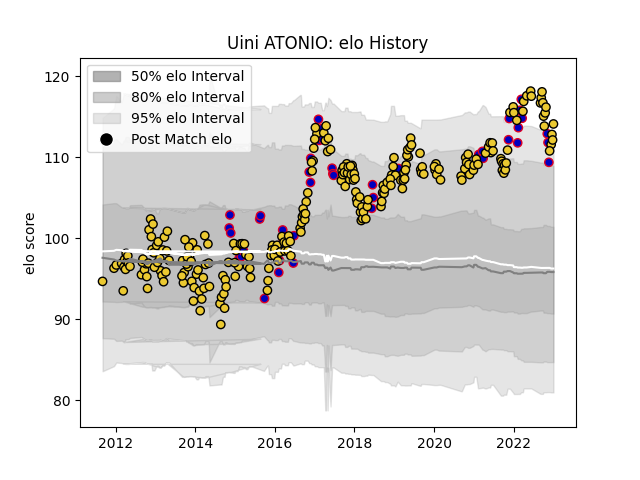 Uini ATONIO: elo History
120
110
100
90
80
elo score
50% elo Interval
80% elo Interval
95% elo Interval
Post Match elo
2012
2014
2016
2018
2020
2022